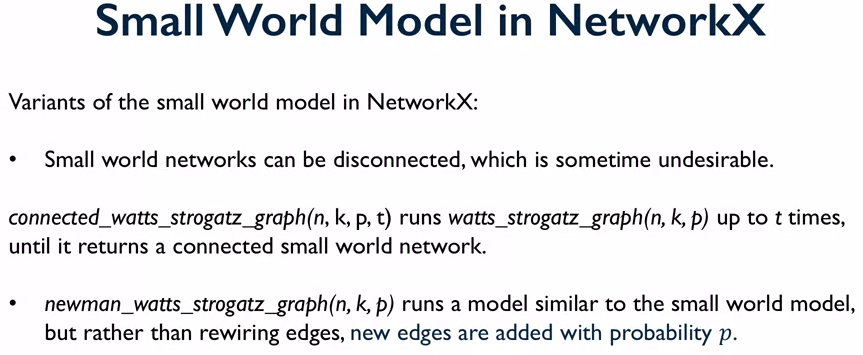 Small World Model in NetworkX
Variants of the small world model in NetworkX:
• Small world networks can be disconnected, which is sometime undesirable.
connected_watts_strogatz_graph(n, k, p, t) runs watts_strogatz_graph(n, k, p) up to t times,
until it returns a connected small world network.
• newman_watts_strogatz_graph(n, k, p) runs a model similar to the small world model,
but rather than rewiring edges, new edges are added with probability p.